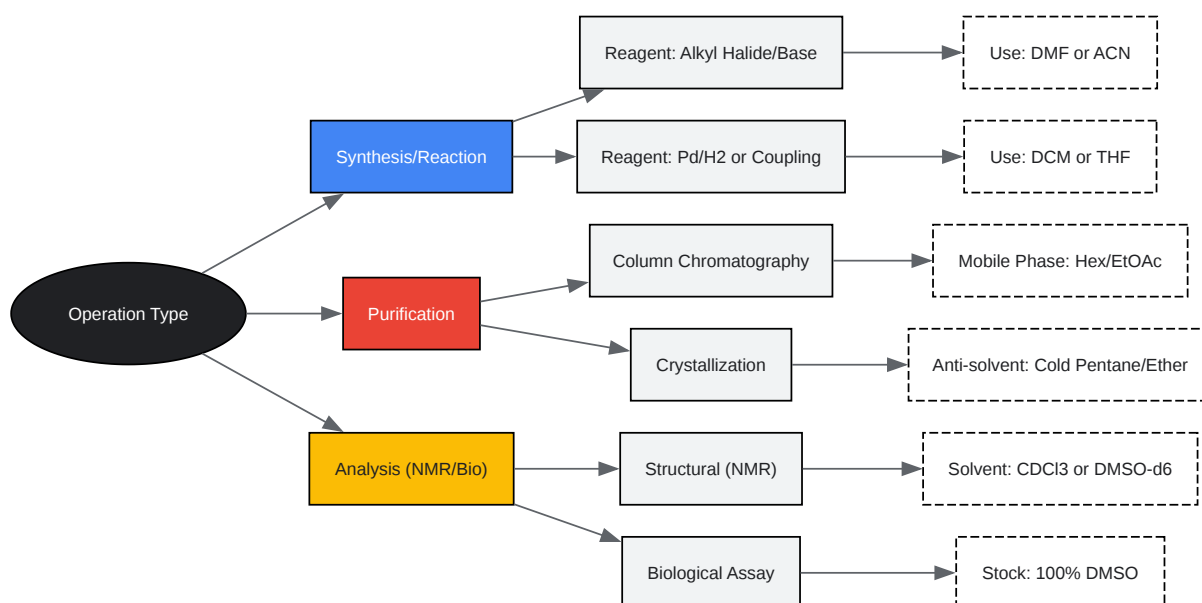 Operation Type
Synthesis/Reaction
Reagent: Alkyl Halide/Base
Use: DMF or ACN
Reagent: Pd/H2 or Coupling
Use: DCM or THF
Purification
Column Chromatography
Mobile Phase: Hex/EtOAc
Crystallization
Anti-solvent: Cold Pentane/Ether
Analysis (NMR/Bio)
Structural (NMR)
Solvent: CDCl3 or DMSO-d6
Biological Assay
Stock: 100% DMSO